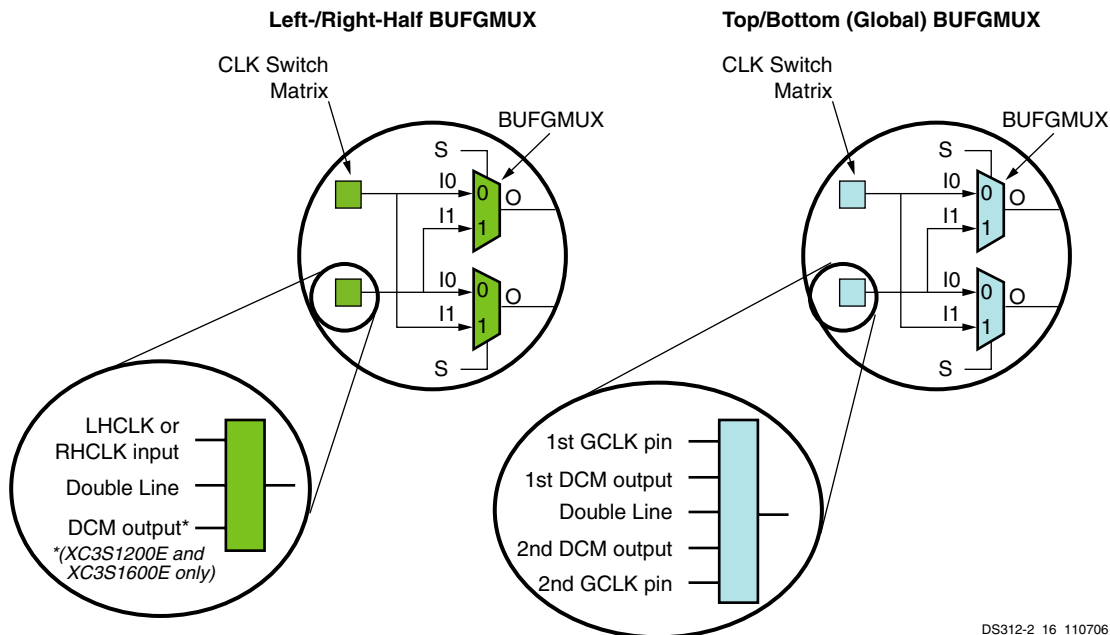 Left-/Right-Half BUFGMUX
CLK Switch
Matrix
BUFGMUX
S
I0
0
O
I1
1
I0
0
O
I1
1
S
LHCLK or
RHCLK input
Double Line
DCM output*
*(XC3S1200E and
XC3S1600E only)
Top/Bottom (Global) BUFGMUX
CLK Switch
Matrix
BUFGMUX
S
I0
0
O
I1
1
I0
0
O
I1
1
S
1st GCLK pin
1st DCM output
Double Line
2nd DCM output
2nd GCLK pin
DS312-2_16_110706